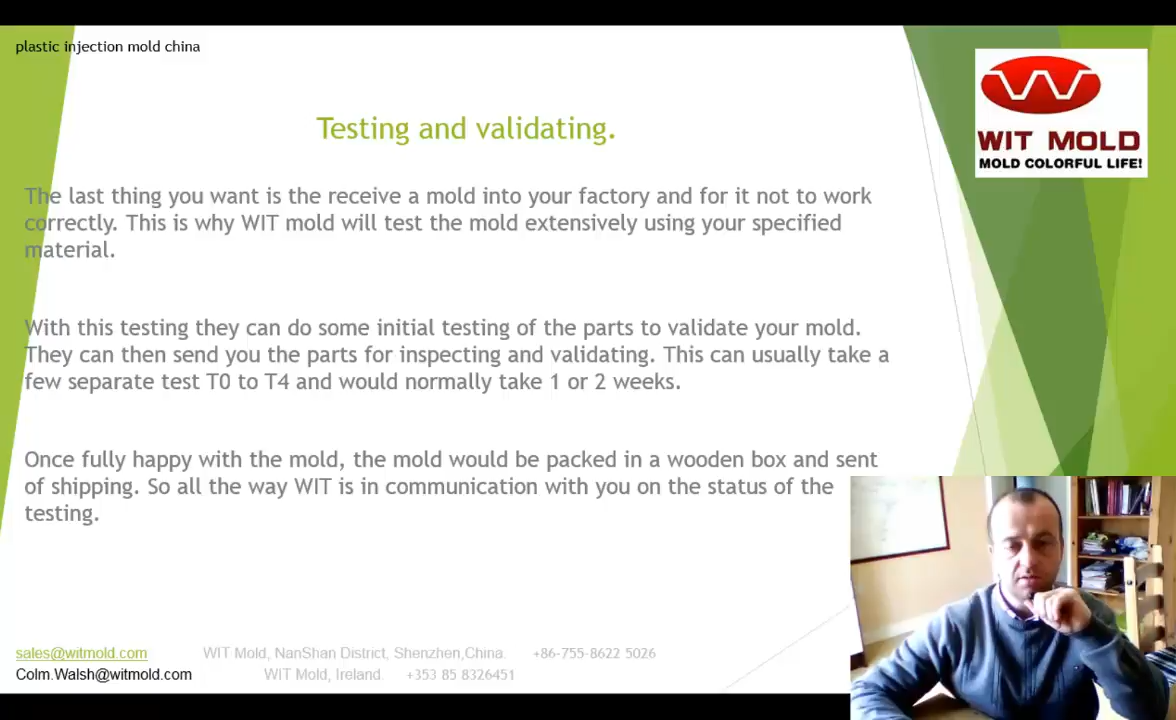 plastic injection mold china
WIT MOLD
MOLD COLORFUL LIFE!
Testing and validating.
The last thing you want is the receive a mold into your factory and for it not to work
correctly. This is why WIT mold will test the mold extensively using your specified
material.
With this testing they can do some initial testing of the parts to validate your mold.
They can then send you the parts for inspecting and validating. This can usually take a
few separate test T0 to T4 and would normally take 1 or 2 weeks.
Once fully happy with the mold, the mold would be packed in a wooden box and sent
of shipping. So all the way WIT is in communication with you on the status of the
testing.
sales@witmold.com WIT Mold, NanShan District, Shenzhen,China. +86-755-8622 5026
Colm.Walsh@witmold.com WIT Mold, Ireland. +353 85 8326451